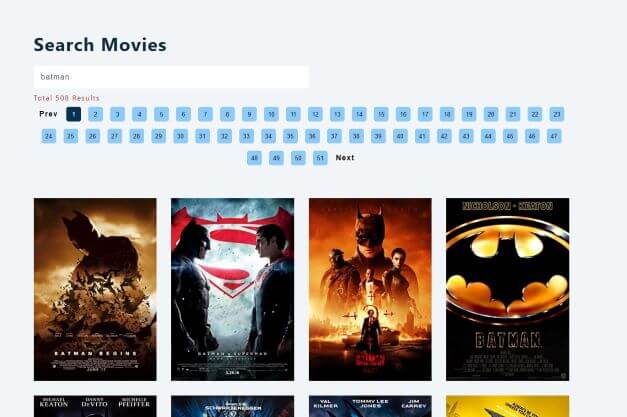 Search Movies
batman
Total 508 Results
Prev 1 2 3 4 5 6 7 8 9 10 11 12 13 14 15 16 17 18 19 20 21 22 23
24 25 26 27 28 29 30 31 32 33 34 35 36 37 38 39 40 41 42 43 44 45 46 47
48 49 50 51 Next
NICHOLSON KEATON
BATMAN BEGINS
BATMAN V SUPERMAN
BATMAN
MICHAEL KEATON DANNY DEVITO MICHELLE PFEIFFER
SCHWARZENEGGER
VAL KILMER TOMMY LEE JONES JIM CARREY